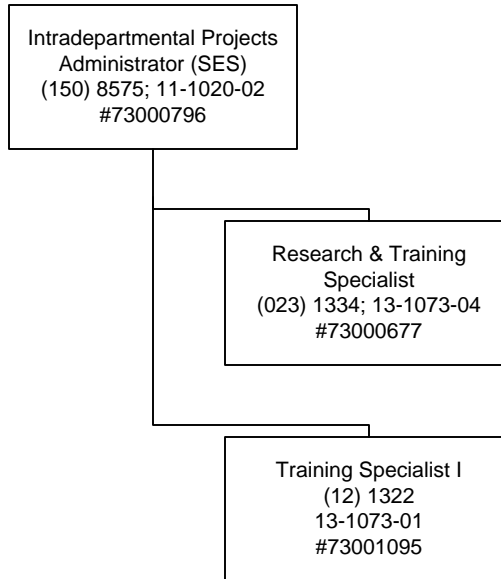 Intradepartmental Projects
Administrator (SES)
(150) 8575; 11-1020-02
#73000796
Research & Training
Specialist
(023) 1334; 13-1073-04
#73000677
Training Specialist I
(12) 1322
13-1073-01
#73001095